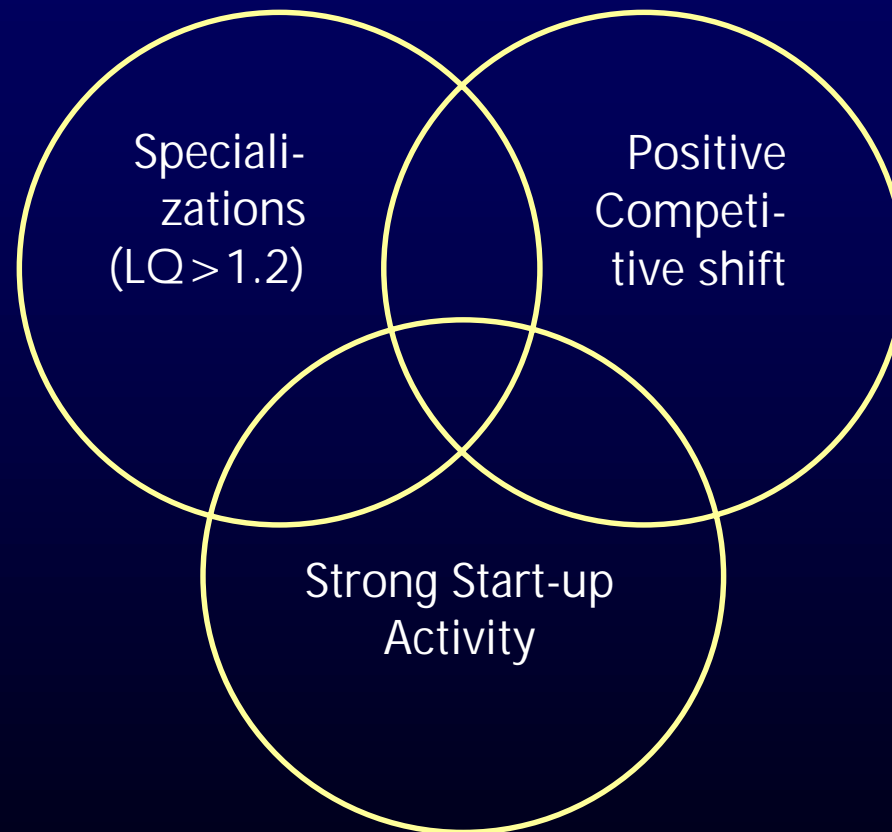 Speciali-
zations
(LQ>1.2)
Positive
Competi-
tive shift
Strong Start-up
Activity